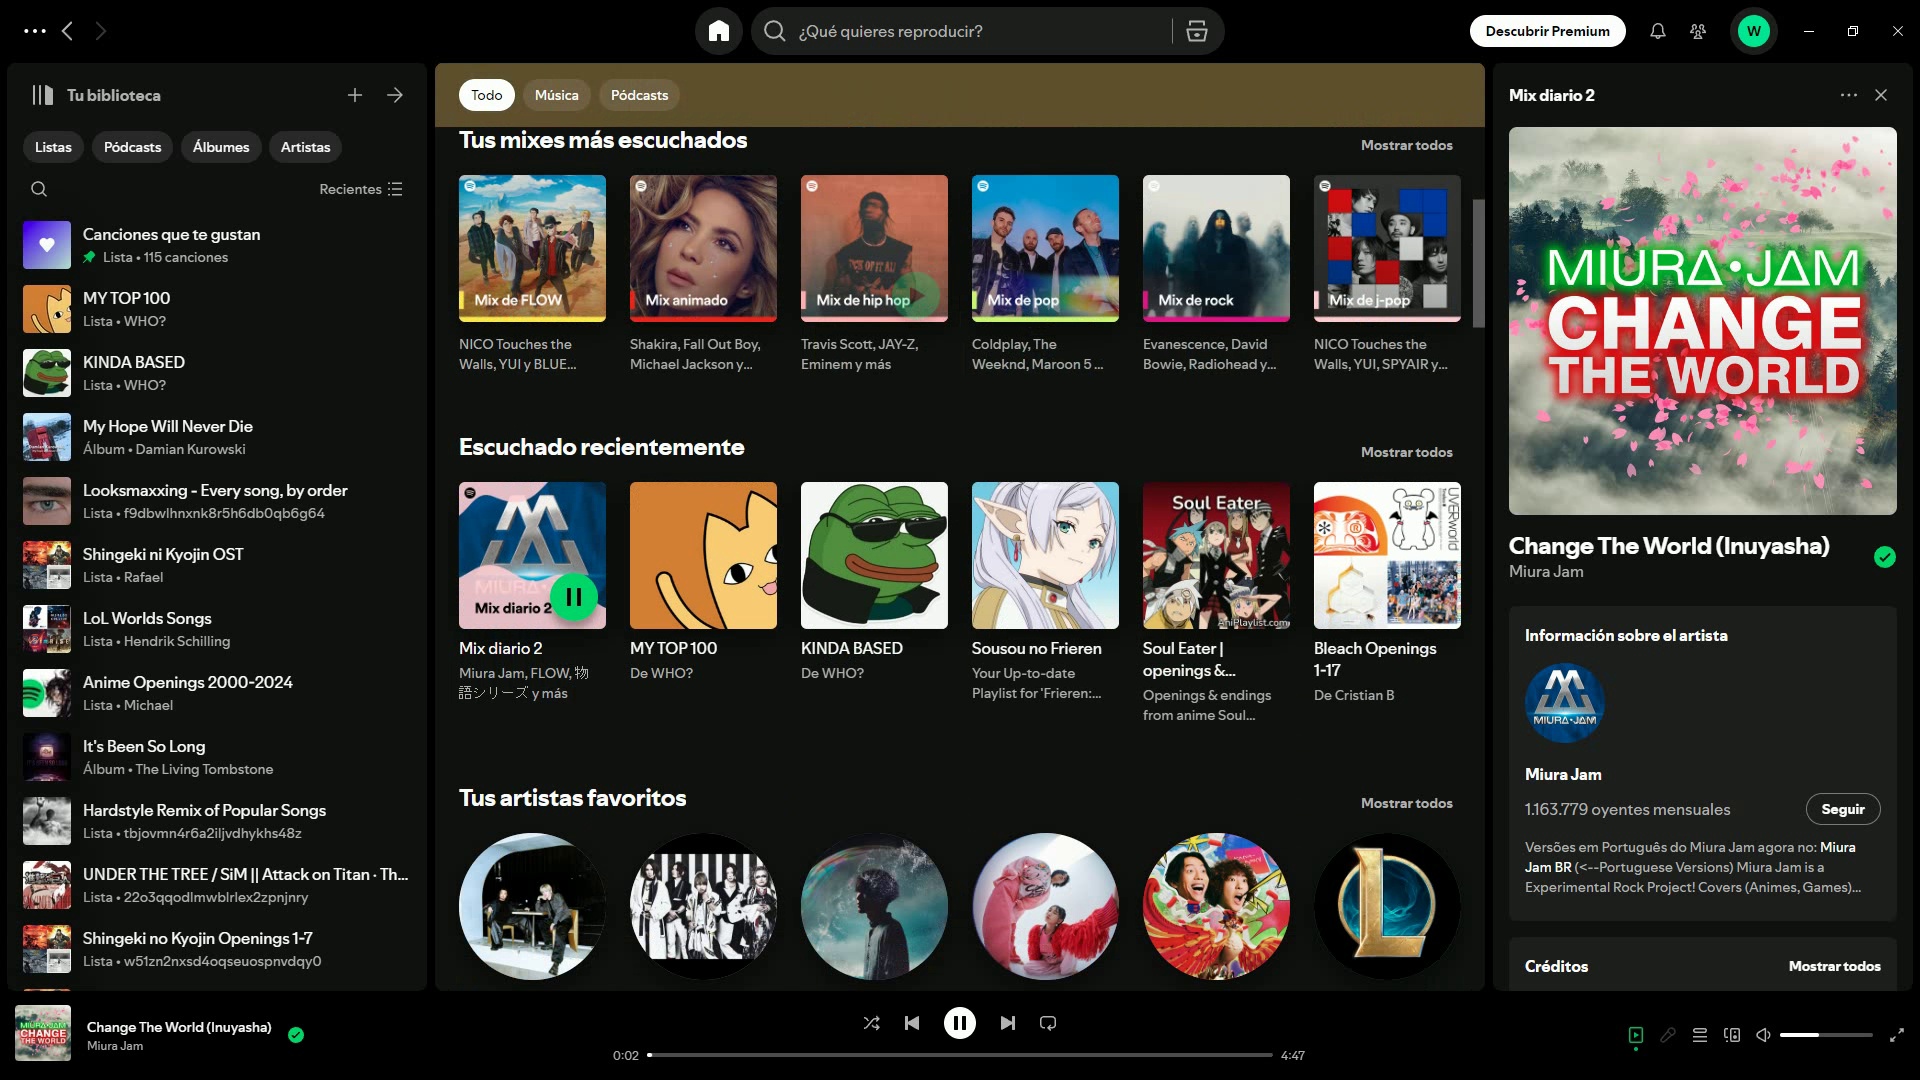 ¿Qué quieres reproducir?
Descubrir Premium
W
Tu biblioteca
Listas
Pódcasts
Álbumes
Artistas
Recientes
Canciones que te gustan
Lista • 115 canciones
MY TOP 100
Lista • WHO?
KINDA BASED
Lista • WHO?
My Hope Will Never Die
Álbum • Damian Kurowski
Looksmaxxing - Every song, by order
Lista • f9dbwlhnxnk8r5h6db0qb6g64
Shingeki ni Kyojin OST
Lista • Rafael
LoL Worlds Songs
Lista • Hendrik Schilling
Anime Openings 2000-2024
Lista • Michael
It's Been So Long
Álbum • The Living Tombstone
Hardstyle Remix of Popular Songs
Lista • tbjovmn4r6a2iljvdhykhs48z
UNDER THE TREE / SiM || Attack on Titan · Th...
Lista • 22o3qqodlmwblrlex2zpnjnry
Shingeki no Kyojin Openings 1-7
Lista • w51zn2nxsd4oqseuospnvdqy0
Todo
Música
Pódcasts
Tus mixes más escuchados
Mostrar todos
Mix de FLOW
Mix animado
Mix de hip hop
Mix de pop
Mix de rock
Mix de j-pop
NICO Touches the
Walls, YUI y BLUE...
Shakira, Fall Out Boy,
Michael Jackson y...
Travis Scott, JAY-Z,
Eminem y más
Coldplay, The
Weeknd, Maroon 5 ...
Evanescence, David
Bowie, Radiohead y...
NICO Touches the
Walls, YUI, SPYAIR y...
Escuchado recientemente
Mostrar todos
MIURA
Mix diario 2
Soul Eater
AniPlaylist.com
UVERworld
Mix diario 2
Miura Jam, FLOW, 物
語シリーズ y más
MY TOP 100
De WHO?
KINDA BASED
De WHO?
Sousou no Frieren
Your Up-to-date
Playlist for 'Frieren:...
Soul Eater |
openings &...
Openings & endings
from anime Soul...
Bleach Openings
1-17
De Cristian B
Tus artistas favoritos
Mostrar todos
Mix diario 2
MIURA•JAM
CHANGE
THE WORLD
Change The World (Inuyasha)
Miura Jam
Información sobre el artista
MIURA•JAM
Miura Jam
1.163.779 oyentes mensuales
Seguir
Versões em Português do Miura Jam agora no: Miura
Jam BR (<--Portuguese Versions) Miura Jam is a
Experimental Rock Project! Covers (Animes, Games)...
Créditos
Mostrar todos
MIURA•JAM
CHANGE
THE WORLD
Change The World (Inuyasha)
Miura Jam
0:02
4:47